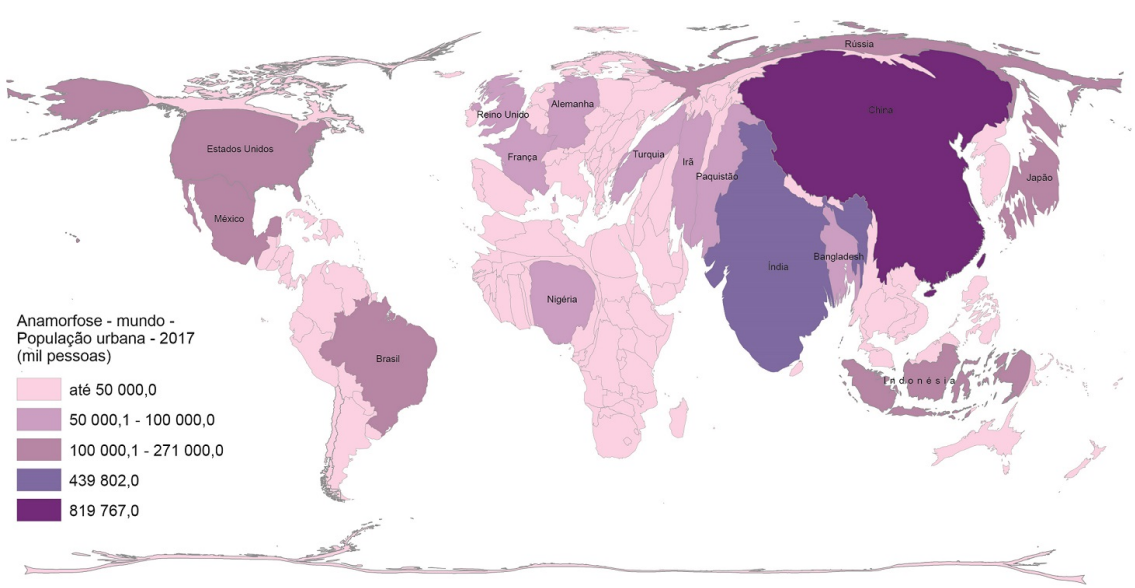 Rússia
Alemanha
Reino Unido
China
Estados Unidos
França
Turquia
Irã
Paquistão
Japão
México
Bangladesh
Índia
Nigéria
Anamorfose - mundo -
População urbana - 2017
(mil pessoas)
Brasil
Indonésia
até 50 000,0
50 000,1 - 100 000,0
100 000,1 - 271 000,0
439 802,0
819 767,0